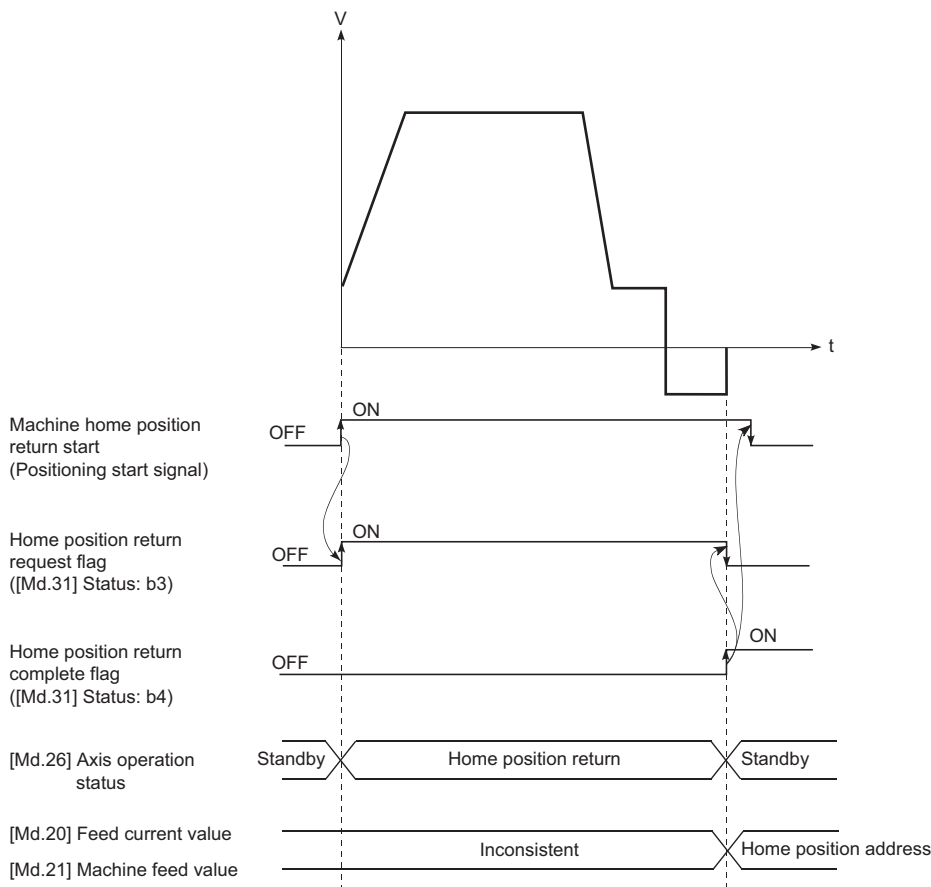 V
t
Machine home position
return start
(Positioning start signal)
OFF
ON
Home position return
request flag
([Md.31] Status: b3)
OFF
ON
Home position return
complete flag
([Md.31] Status: b4)
OFF
ON
[Md.26] Axis operation
status
Standby
Home position return
Standby
[Md.20] Feed current value
[Md.21] Machine feed value
Inconsistent
Home position address